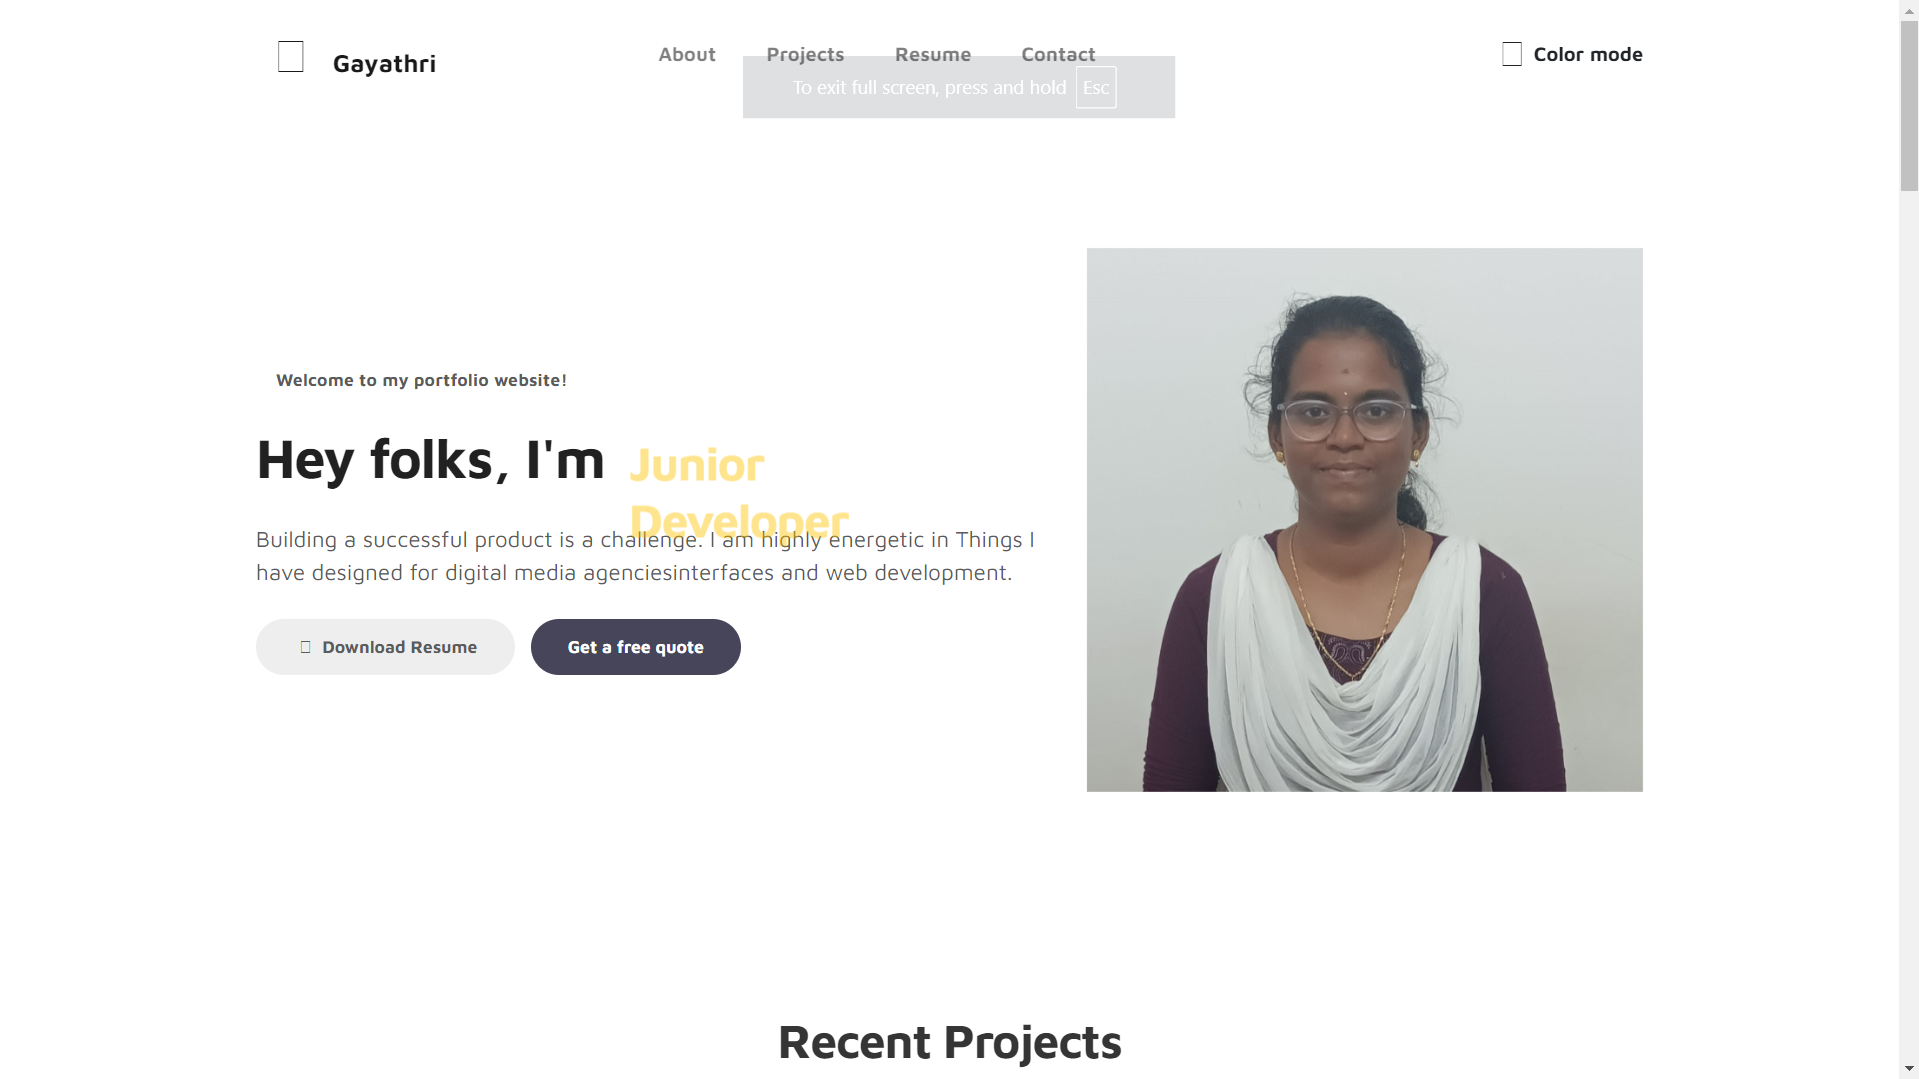 Gayathri
About
Projects
Resume
Contact
Color mode
To exit full screen, press and hold Esc
Welcome to my portfolio website!
Hey folks, I'm
Junior
Developer
Building a successful product is a challenge. I am highly energetic in Things I
have designed for digital media agenciesinterfaces and web development.
Download Resume
Get a free quote
Recent Projects